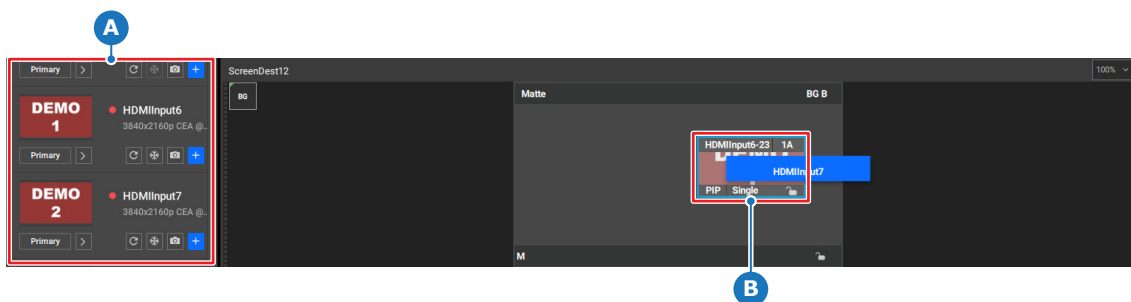 A
Primary >
ScreenDest12
100%
BG
DEMO
1
HDMIInput6
3840x2160p CEA @..
Primary >
DEMO
2
HDMIInput7
3840x2160p CEA @..
Primary >
Matte BG B
HDMIInput6-23 1A
HDMIInput7
PIP Single
M
B